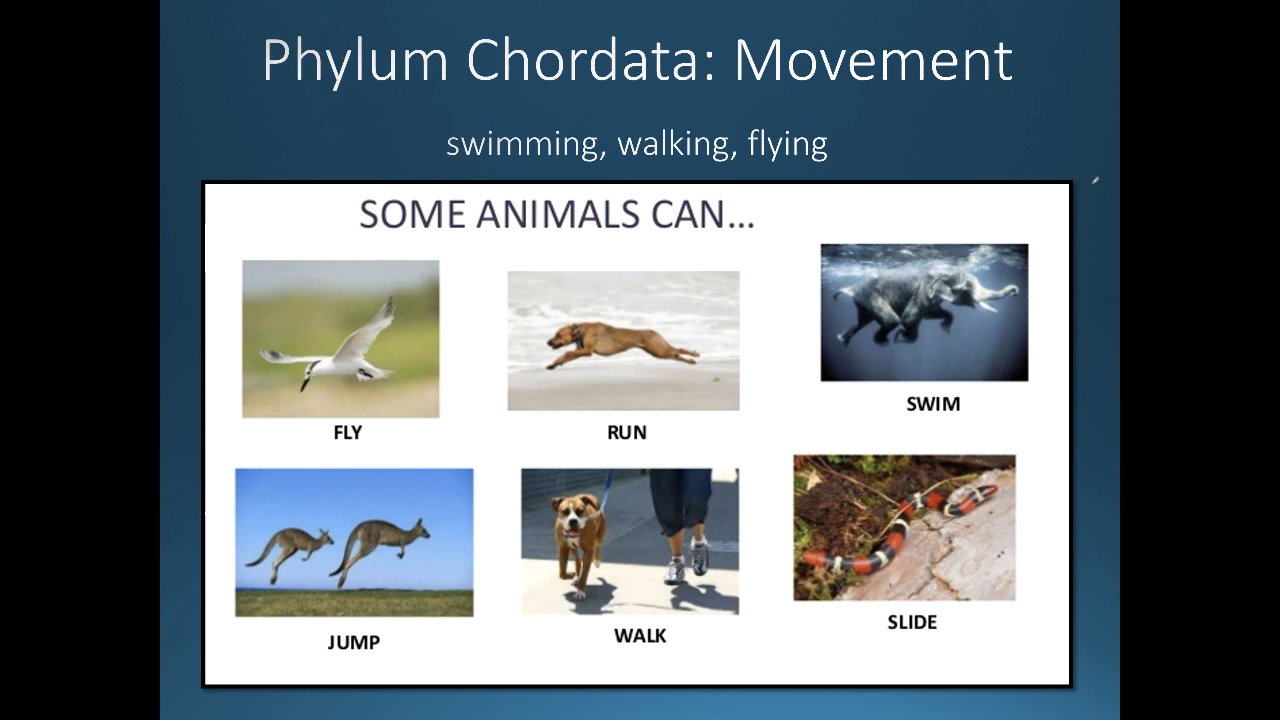 Phylum Chordata: Movement
swimming, walking, flying
SOME ANIMALS CAN...
FLY
RUN
SWIM
JUMP
WALK
SLIDE